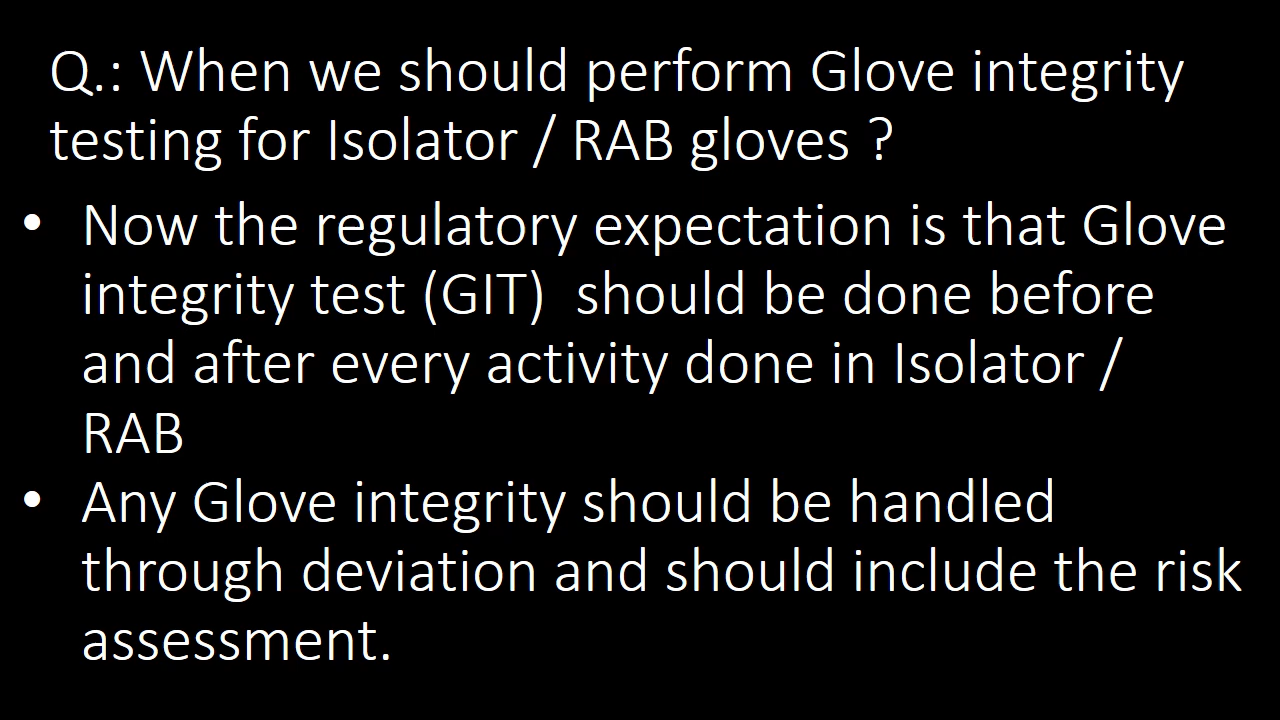 Q.: When we should perform Glove integrity
testing for Isolator / RAB gloves ?
• Now the regulatory expectation is that Glove
integrity test (GIT)  should be done before
and after every activity done in Isolator /
RAB
• Any Glove integrity should be handled
through deviation and should include the risk
assessment.